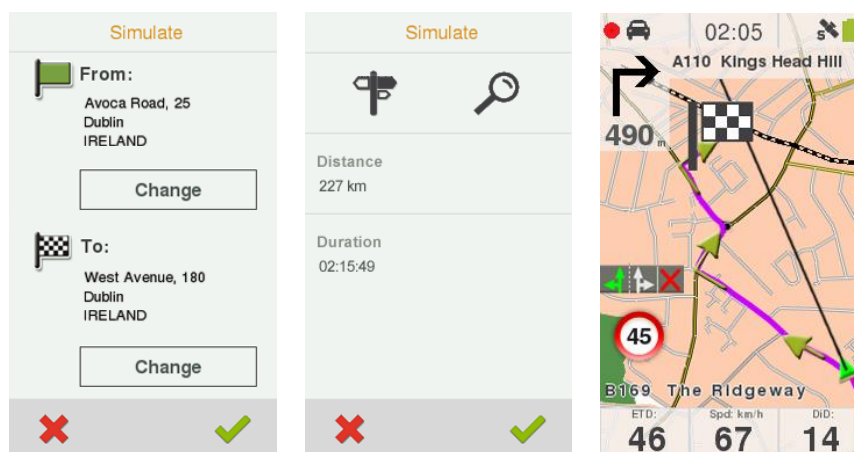 Simulate
From:
Avoca Road, 25
Dublin
IRELAND
Change
To:
West Avenue, 180
Dublin
IRELAND
Change
Simulate
Distance
227 km
Duration
02:15:49
02:05
S
A110 Kings Head Hill
490 m
45
B169 The Ridgeway
ETD: Spd: km/h DiD:
46 67 14